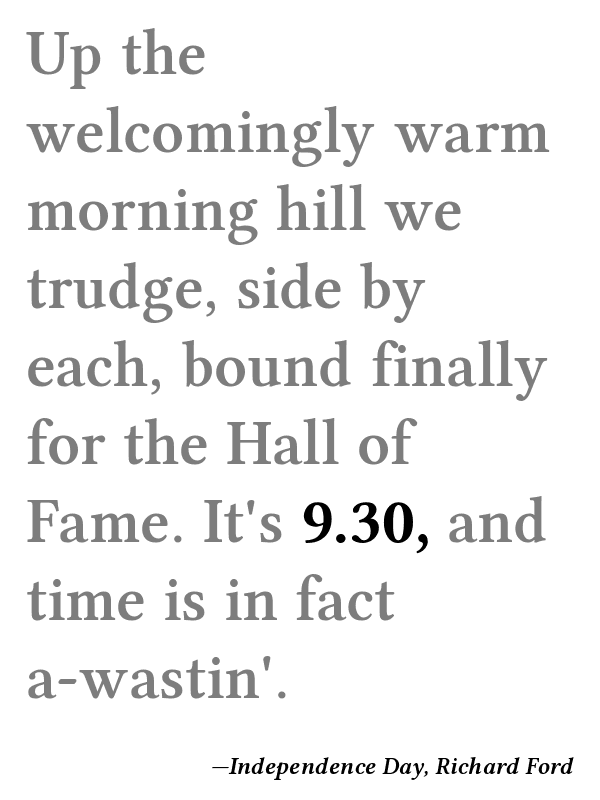 Up the
welcomingly warm
morning hill we
trudge, side by
each, bound finally
for the Hall of
Fame. It's 9.30, and
time is in fact
a-wastin'.
—Independence Day, Richard Ford